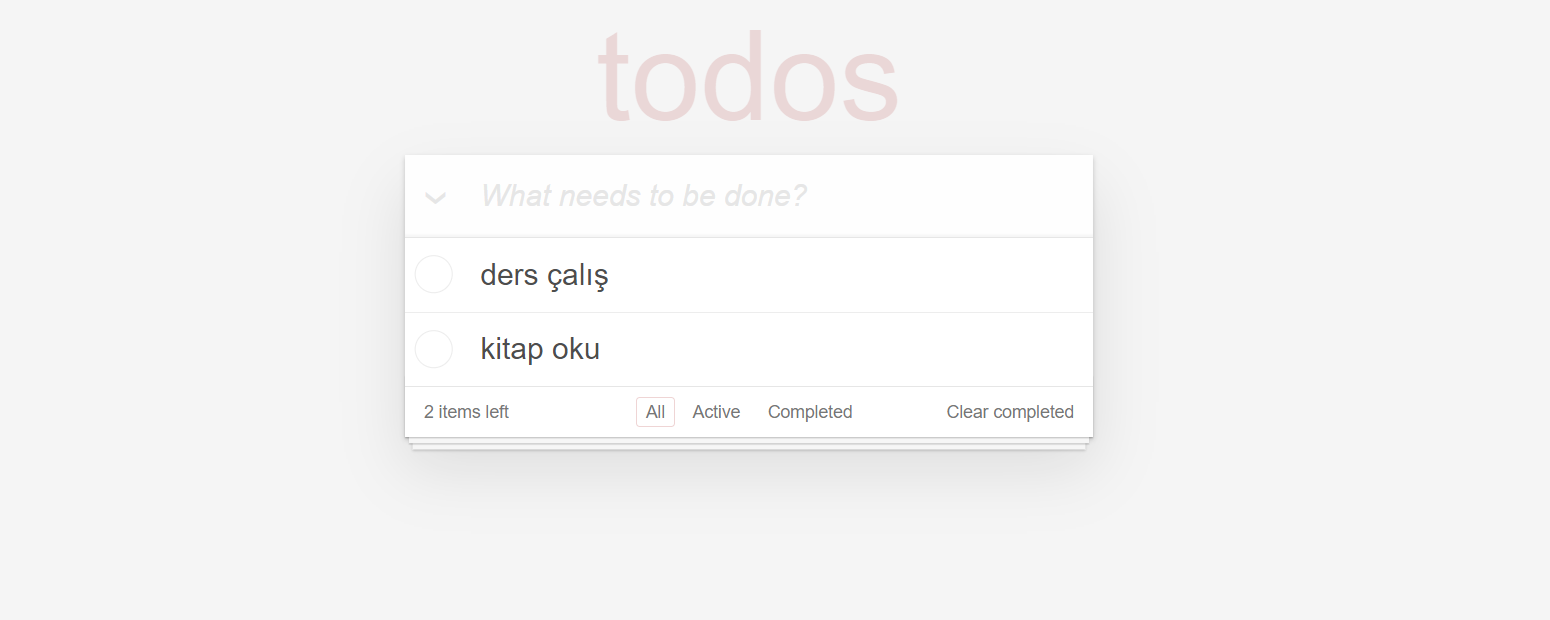 todos
What needs to be done?
ders çalış
kitap oku
2 items left All Active Completed Clear completed